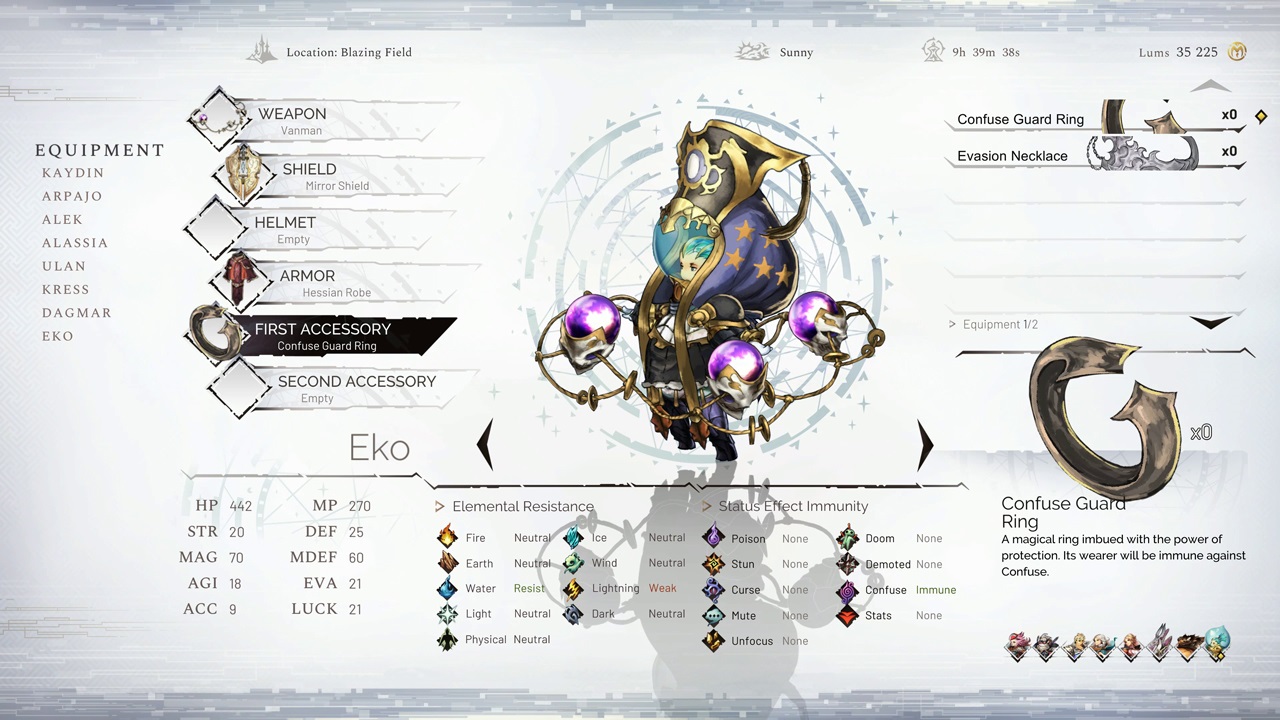 Location: Blazing Field
Sunny
9h 39m 38s
Lums 35 225
EQUIPMENT
KAYDIN
ARPAJO
ALEK
ALASSIA
ULAN
KRESS
DAGMAR
EKO
WEAPON
Vanman
SHIELD
Mirror Shield
HELMET
Empty
ARMOR
Hessian Robe
FIRST ACCESSORY
Confuse Guard Ring
SECOND ACCESSORY
Empty
Confuse Guard Ring x0
Evasion Necklace x0
Equipment 1/2
x0
Confuse Guard
Ring
A magical ring imbued with the power of
protection. Its wearer will be immune against
Confuse.
Eko
HP 442 MP 270
STR 20 DEF 25
MAG 70 MDEF 60
AGI 18 EVA 21
ACC 9 LUCK 21
Elemental Resistance
Fire Neutral Ice Neutral
Earth Neutral Wind Neutral
Water Resist Lightning Weak
Light Neutral Dark Neutral
Physical Neutral
Status Effect Immunity
Poison None Doom None
Stun None Demoted None
Curse None Confuse Immune
Mute None Stats None
Unfocus None